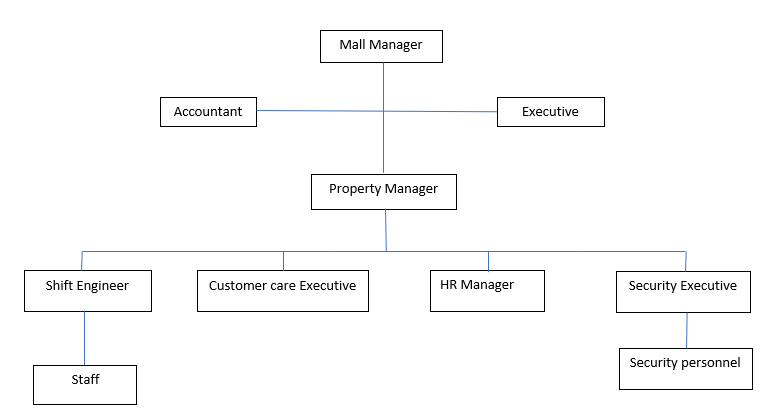 Mall Manager
Accountant
Executive
Property Manager
Shift Engineer
Customer care Executive
HR Manager
Security Executive
Staff
Security personnel